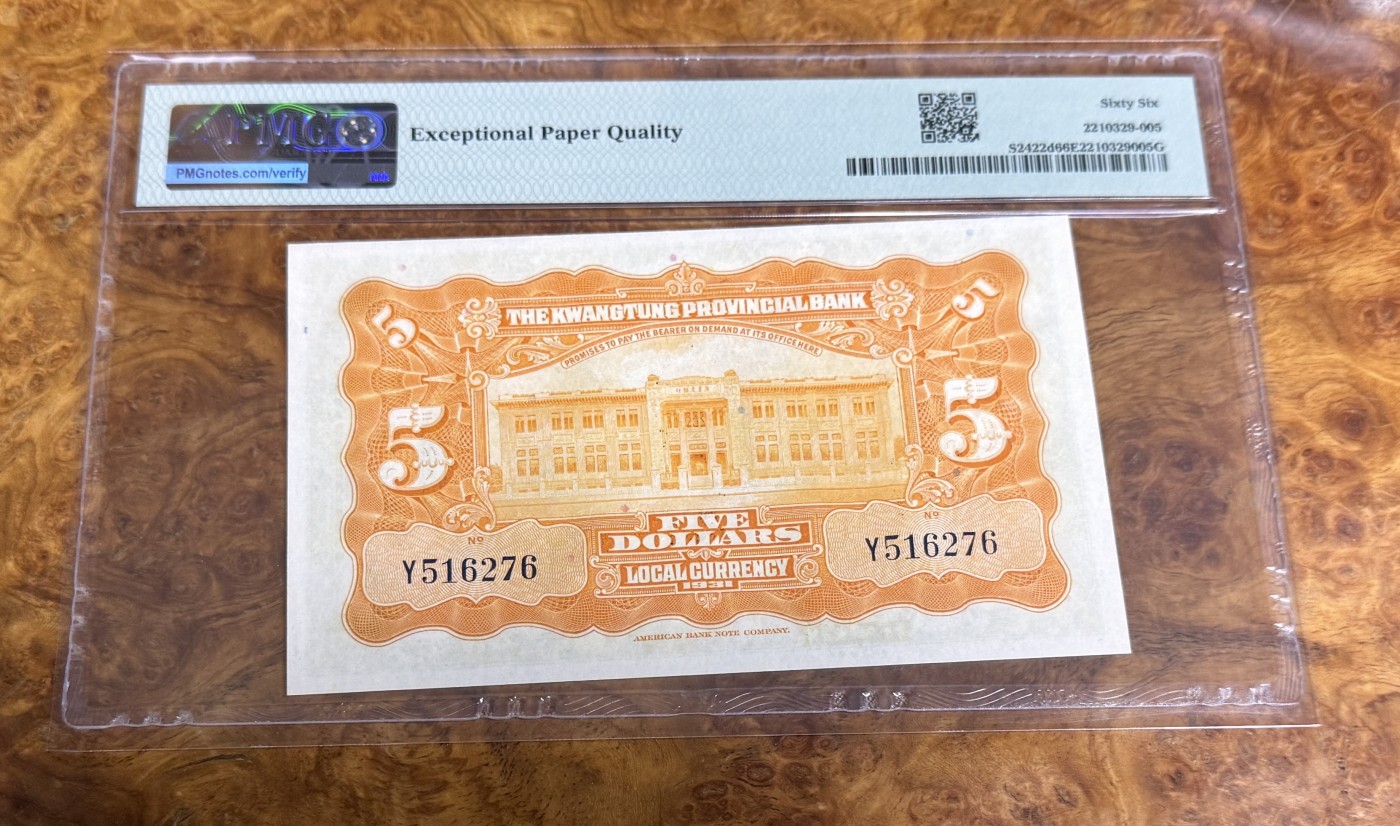 PMG
PMGnotes.com/verify
Exceptional Paper Quality
Sixty Six
2210329-005
S2422d66E2210329005G
THE KWANGTUNG PROVINCIAL BANK
PROMISES TO PAY THE BEARER ON DEMAND AT ITS OFFICE HERE
5
5
5
5
Nº
Y516276
Nº
Y516276
FIVE
DOLLARS
LOCAL CURRENCY
1931
AMERICAN BANK NOTE COMPANY.